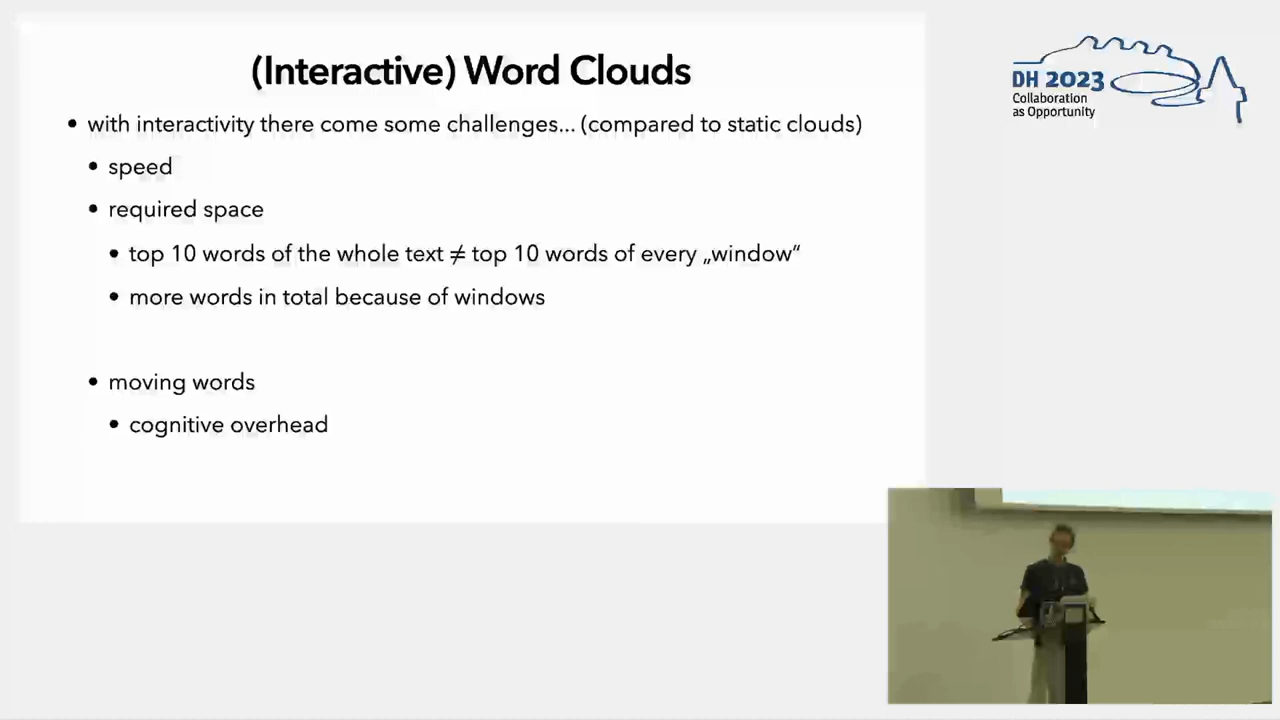 (Interactive) Word Clouds
• with interactivity there come some challenges... (compared to static clouds)
• speed
• required space
• top 10 words of the whole text ≠ top 10 words of every „window“
• more words in total because of windows
• moving words
• cognitive overhead
DH 2023
Collaboration
as Opportunity